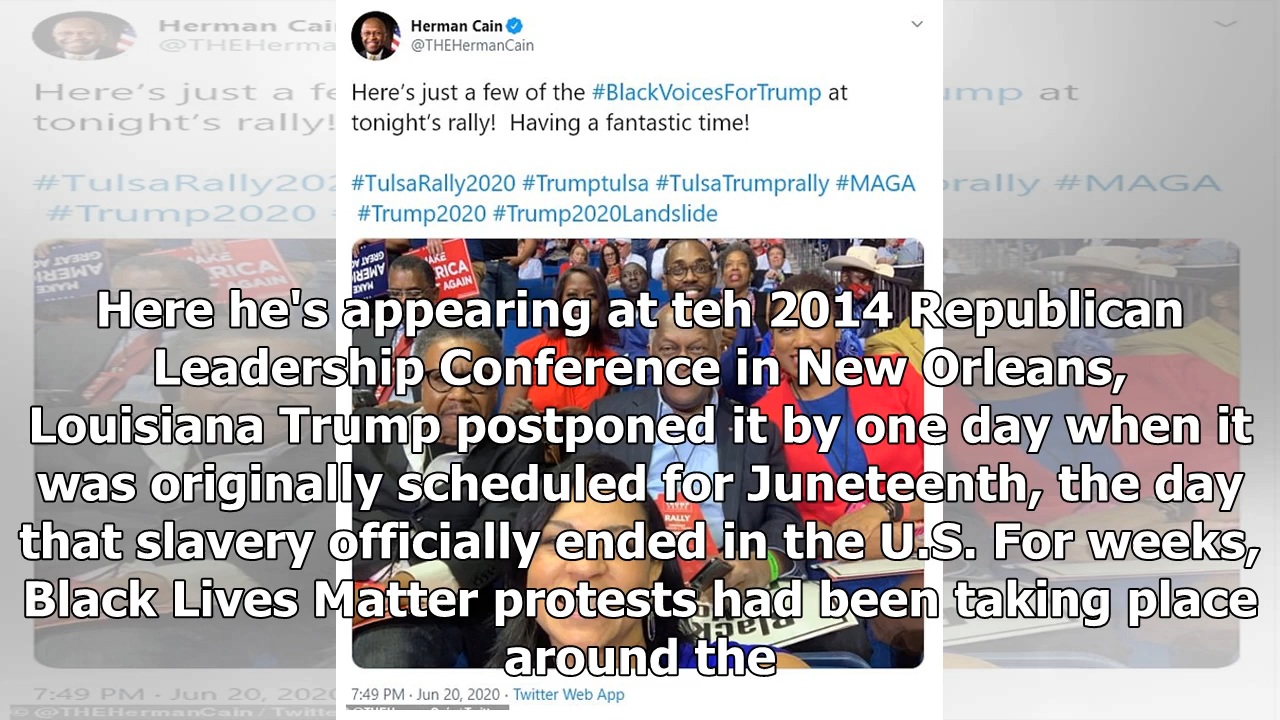 Herman Cain
@THEHermanCain
Here's just a few of the #BlackVoicesForTrump at
tonight's rally!  Having a fantastic time!
#TulsaRally2020 #Trumptulsa #TulsaTrumprally #MAGA
#Trump2020 #Trump2020Landslide
Here he's appearing at teh 2014 Republican
Leadership Conference in New Orleans,
Louisiana Trump postponed it by one day when it
was originally scheduled for Juneteenth, the day
that slavery officially ended in the U.S. For weeks,
Black Lives Matter protests had been taking place
around the
RALLY
7:49 PM · Jun 20, 2020 · Twitter Web App
© @THEHermanCain / Twitte